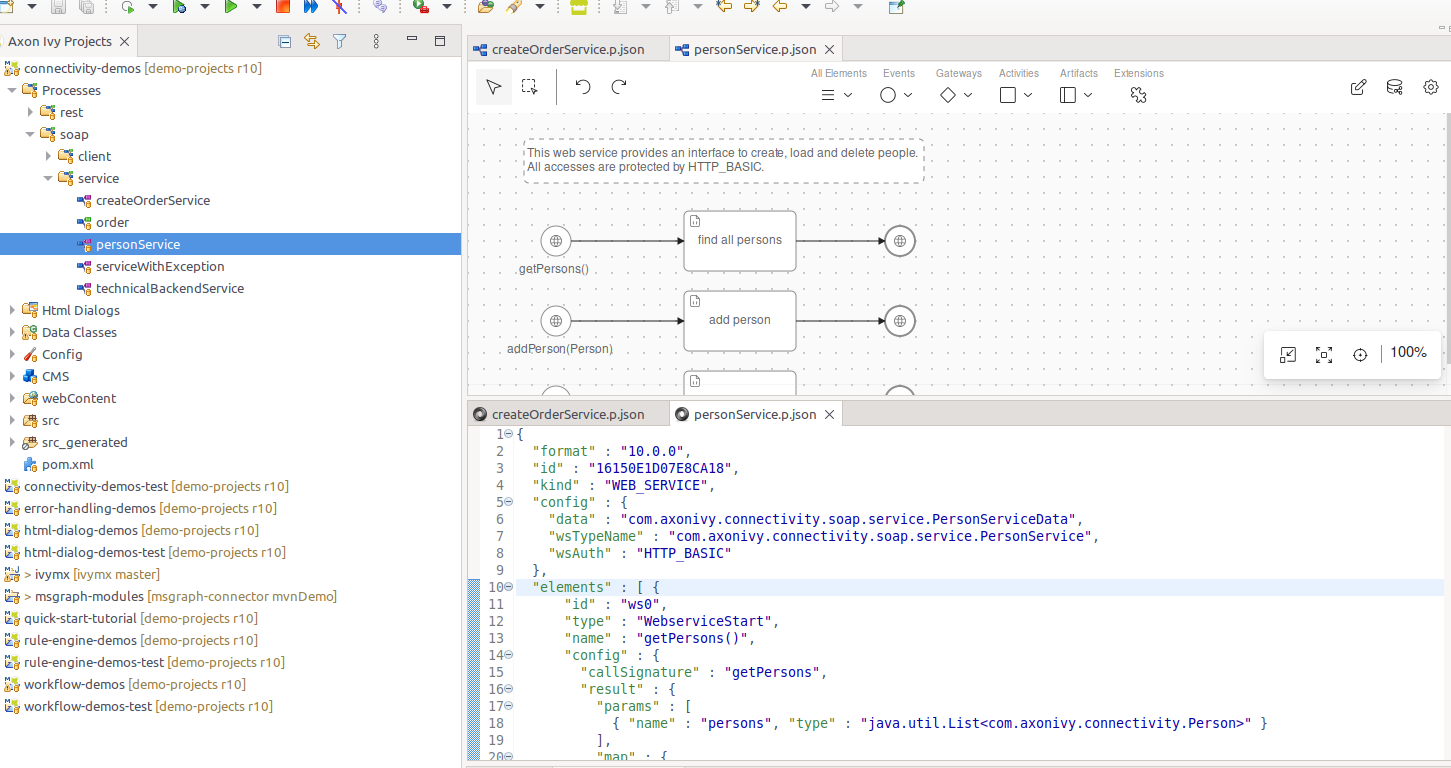 Axon Ivy Projects
connectivity-demos [demo-projects r10]
Processes
rest
soap
client
service
createOrderService
order
personService
serviceWithException
technicalBackendService
Html Dialogs
Data Classes
Config
CMS
webContent
src
src_generated
pom.xml
connectivity-demos-test [demo-projects r10]
error-handling-demos [demo-projects r10]
html-dialog-demos [demo-projects r10]
html-dialog-demos-test [demo-projects r10]
> ivymx [ivymx master]
> msgraph-modules [msgraph-connector mvnDemo]
quick-start-tutorial [demo-projects r10]
rule-engine-demos [demo-projects r10]
rule-engine-demos-test [demo-projects r10]
workflow-demos [demo-projects r10]
workflow-demos-test [demo-projects r10]
createOrderService.p.json personService.p.json
All Elements Events Gateways Activities Artifacts Extensions
This web service provides an interface to create, load and delete people.
All accesses are protected by HTTP_BASIC.
find all persons
getPersons()
add person
addPerson(Person)
100%
createOrderService.p.json personService.p.json
1 {
2 "format" : "10.0.0",
3 "id" : "16150E1D07E8CA18",
4 "kind" : "WEB_SERVICE",
5 "config" : {
6 "data" : "com.axonivy.connectivity.soap.service.PersonServiceData",
7 "wsTypeName" : "com.axonivy.connectivity.soap.service.PersonService",
8 "wsAuth" : "HTTP_BASIC"
9 },
10 "elements" : [ {
11 "id" : "ws0",
12 "type" : "WebserviceStart",
13 "name" : "getPersons()",
14 "config" : {
15 "callSignature" : "getPersons",
16 "result" : {
17 "params" : [
18 { "name" : "persons", "type" : "java.util.List<com.axonivy.connectivity.Person>" }
19 ],
20 "map" : {